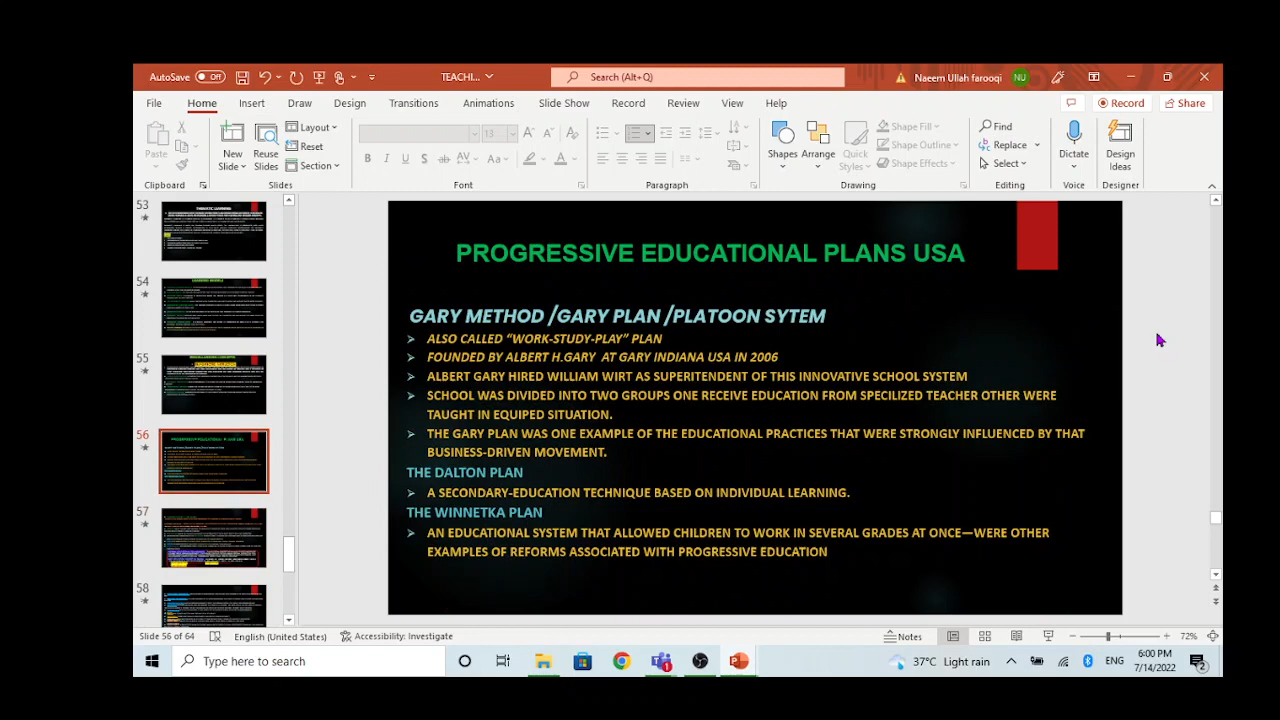 AutoSave Off TEACHI... Search (Alt+Q) Naeem Ullah farooqi NU
File Home Insert Draw Design Transitions Animations Slide Show Record Review View Help Record Share
Paste New Slide Reuse Slides Layout Reset Section 13 Shapes Arrange Quick Styles Shape Fill Shape Outline Shape Effects Find Replace Select Dictate Design Ideas
Clipboard Slides Font Paragraph Drawing Editing Voice Designer
53
54
55
56
57
58
PROGRESSIVE EDUCATIONAL PLANS USA
GARY METHOD /GARY PLAN /PLATOON SYTEM
ALSO CALLED “WORK-STUDY-PLAY” PLAN
FOUNDED BY ALBERT H.GARY AT GARY INDIANA USA IN 2006
ALBERT GARY HIRED WILLIAM WIRT AS SUPERTENDENT OF THIS INNOVATIVE SCHOOL SYSTEM
SCHOOL WAS DIVIDED INTO TWO GROUPS ONE RECEIVE EDUCATION FROM SPECILIZED TEACHER OTHER WERE
TAUGHT IN EQUIPED SITUATION.
THE GARY PLAN WAS ONE EXAMPLE OF THE EDUCATIONAL PRACTICES THAT WERE STRONGLY INFLUENCED BY THAT
BUSINESS-DRIVEN MOVEMENT.
THE DALTON PLAN
A SECONDARY-EDUCATION TECHNIQUE BASED ON INDIVIDUAL LEARNING.
THE WINNETKA PLAN
AN EDUCATIONAL SYSTEM THAT ALLOWED CHILDREN TO WORK IN SEVERAL GRADES AT ONCE—WERE OTHER
EXAMPLES OF REFORMS ASSOCIATED WITH PROGRESSIVE EDUCATION
Slide 56 of 64 English (United States) Accessibility: Investigate Notes 72%
Type here to search 37°C Light rain ENG 6:00 PM
7/14/2022